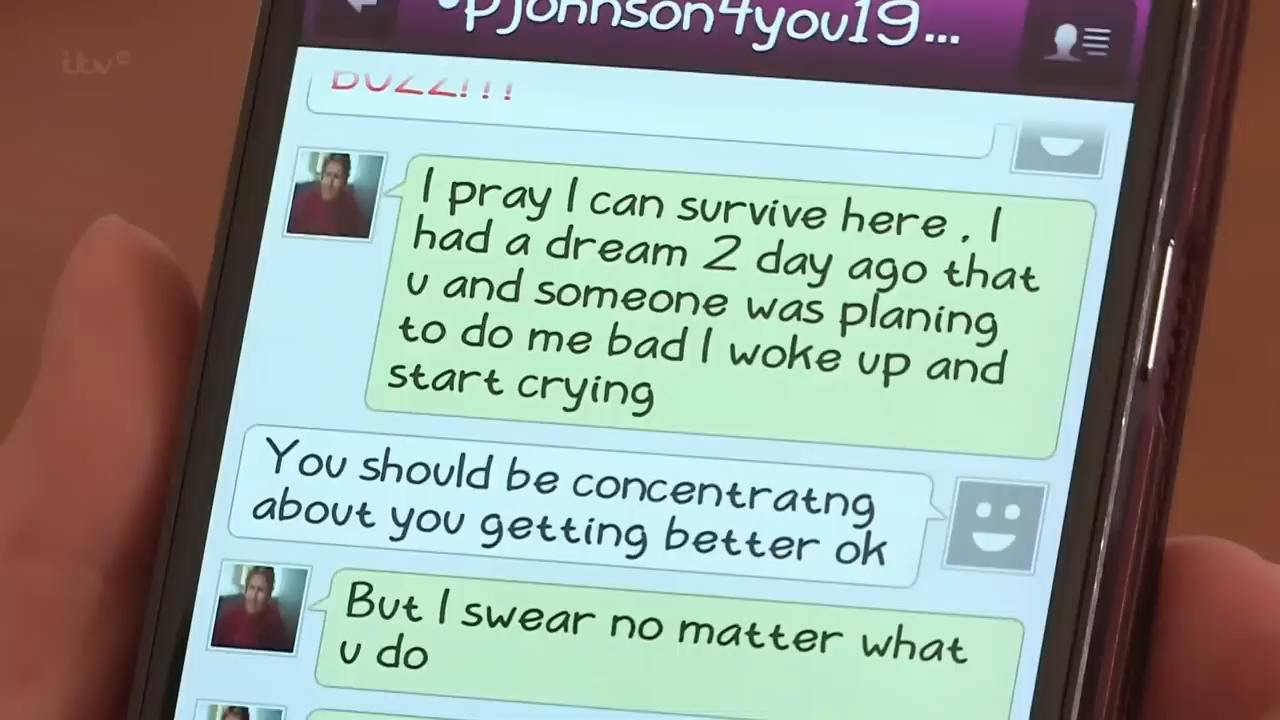 itv
pjohnson4you19...
BUZZ!!!
I pray I can survive here . I
had a dream 2 day ago that
u and someone was planing
to do me bad I woke up and
start crying
You should be concentratng
about you getting better ok
But I swear no matter what
u do